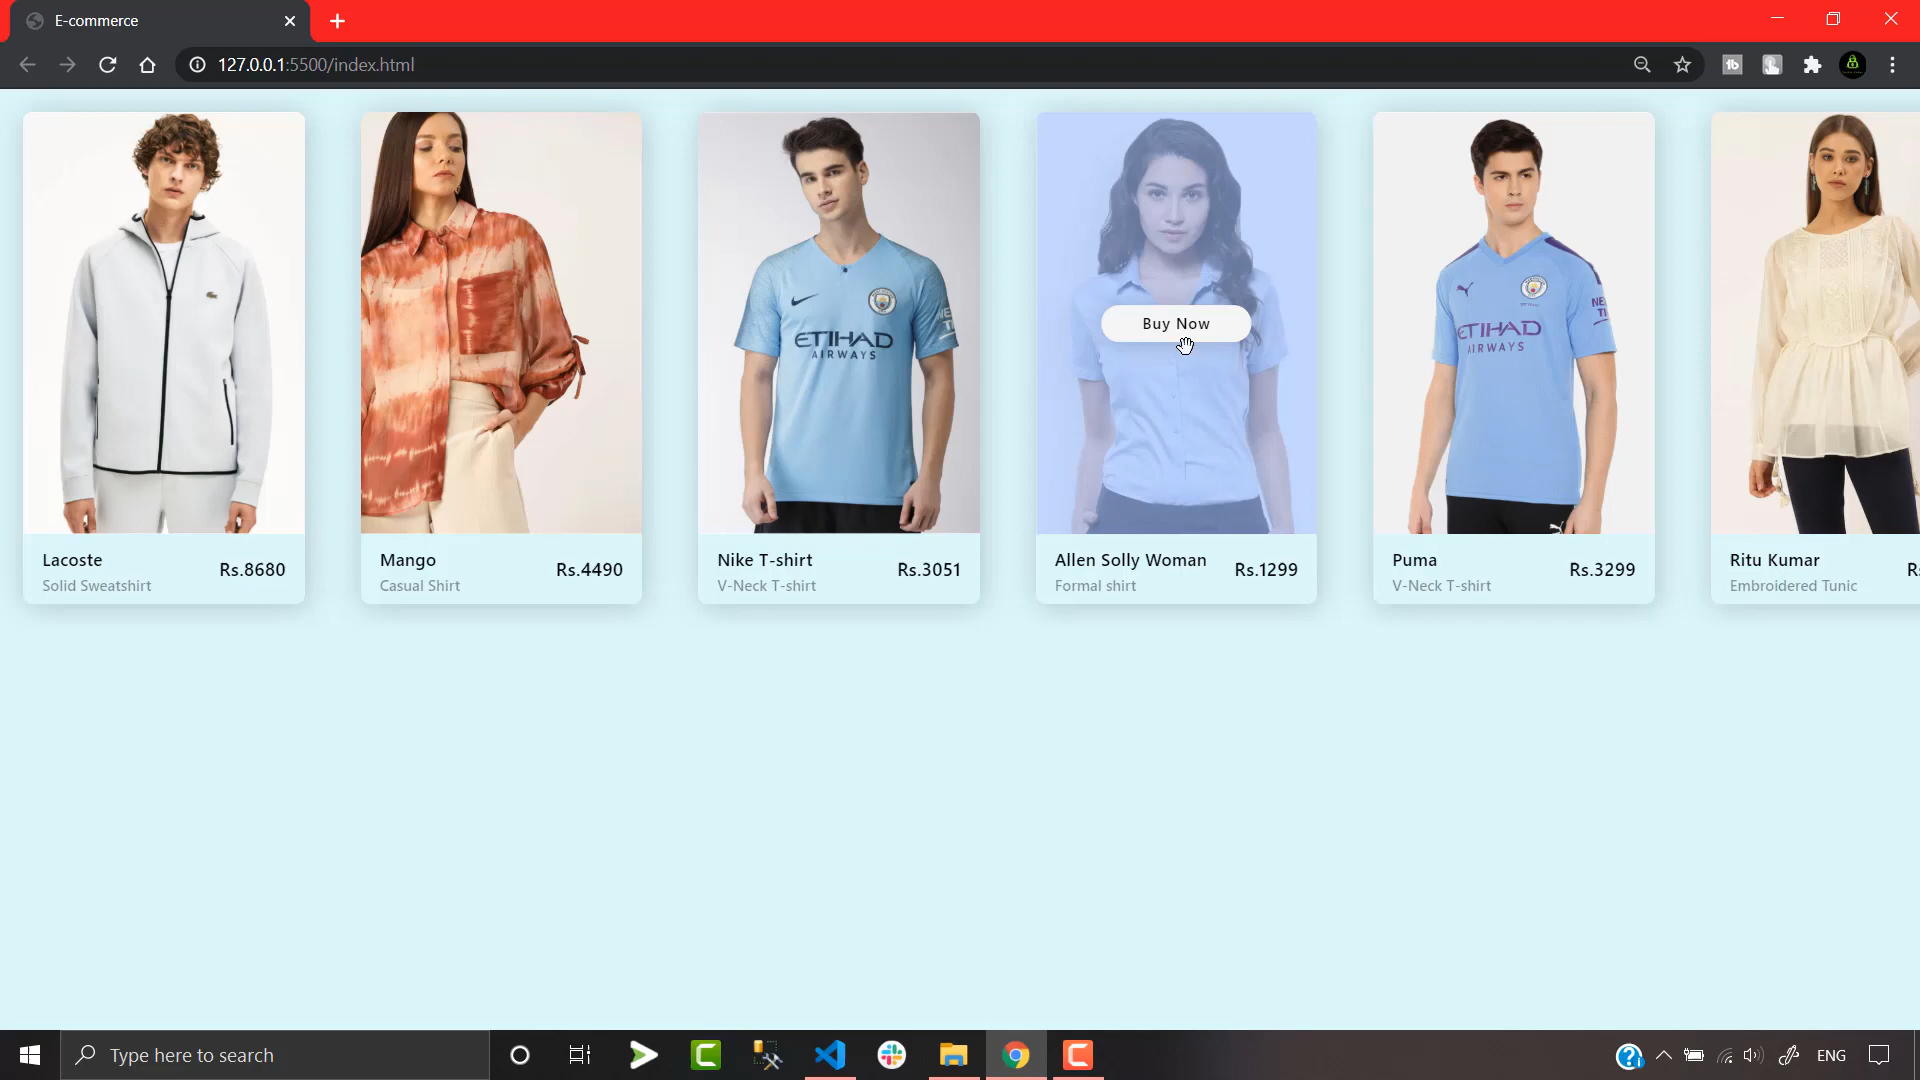 E-commerce
127.0.0.1:5500/index.html
ETIHAD
AIRWAYS
Buy Now
ETIHAD
AIRWAYS
Lacoste
Solid Sweatshirt
Rs.8680
Mango
Casual Shirt
Rs.4490
Nike T-shirt
V-Neck T-shirt
Rs.3051
Allen Solly Woman
Formal shirt
Rs.1299
Puma
V-Neck T-shirt
Rs.3299
Ritu Kumar
Embroidered Tunic
Type here to search
ENG